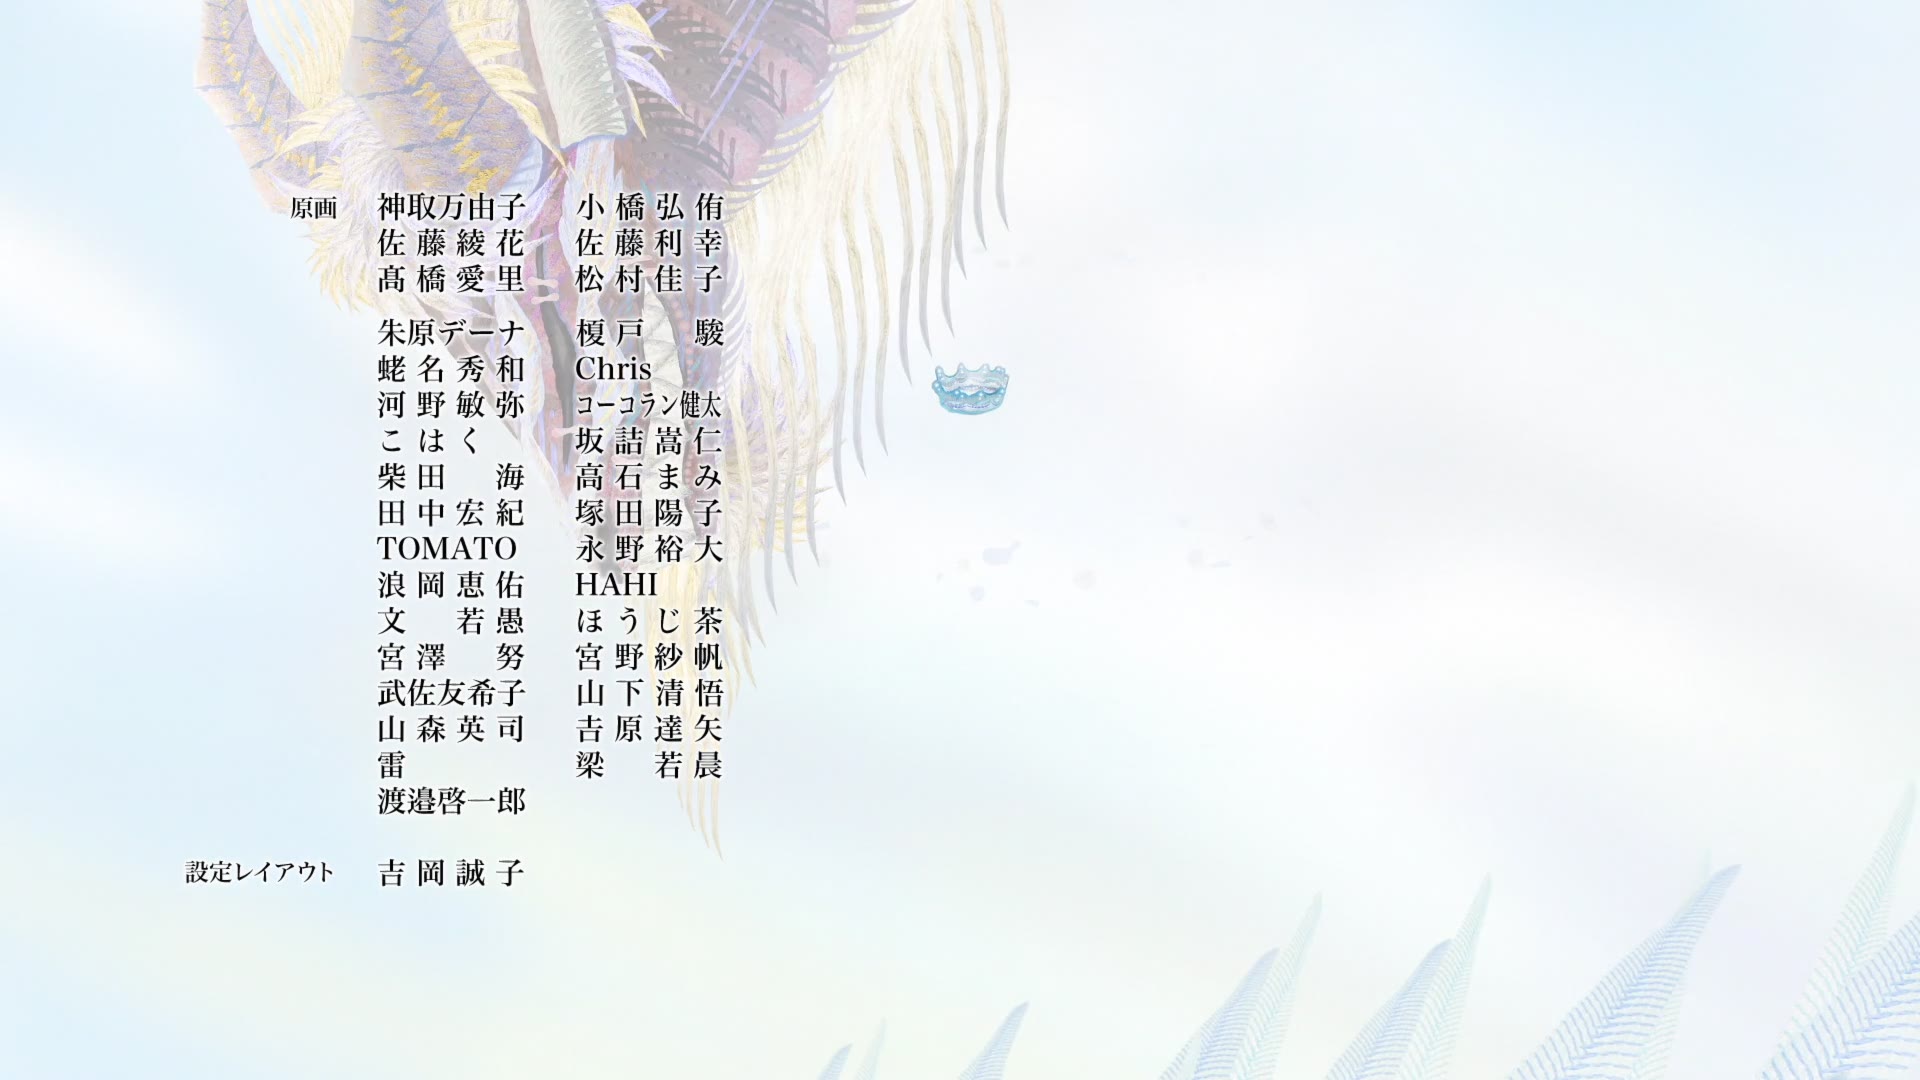 原画 神取万由子 小橋弘侑
佐藤綾花 佐藤利幸
髙橋愛里 松村佳子
朱原デーナ 榎戸 駿
蛯名秀和 Chris
河野敏弥 コーコラン健太
こはく 坂詰嵩仁
柴田 海 高石まみ
田中宏紀 塚田陽子
TOMATO 永野裕大
浪岡恵佑 HAHI
文 若愚 ほうじ茶
宮澤 努 宮野紗帆
武佐友希子 山下清悟
山森英司 𠮷原達矢
雷 梁 若晨
渡邉啓一郎
設定レイアウト 吉岡誠子